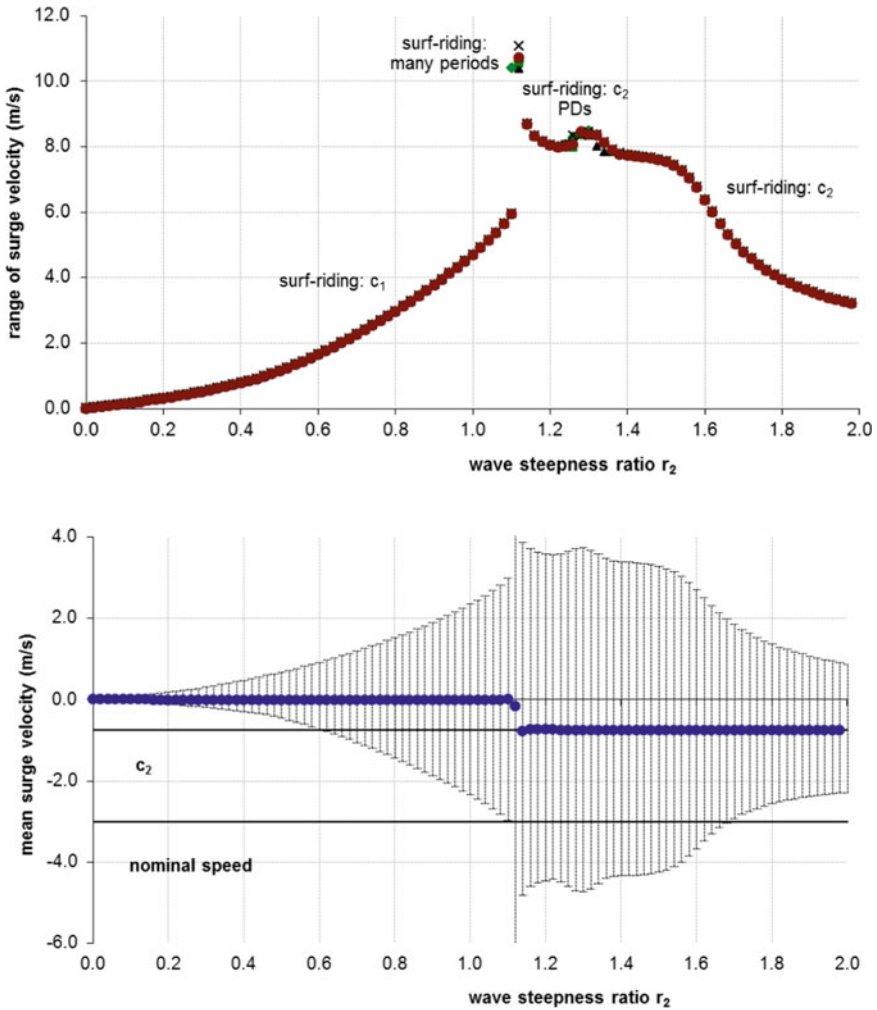 12.0
10.0
8.0
6.0
4.0
2.0
0.0
range of surge velocity (m/s)
surf-riding:
many periods
surf-riding: c2
PDs
surf-riding: c2
surf-riding: c1
0.0 0.2 0.4 0.6 0.8 1.0 1.2 1.4 1.6 1.8 2.0
wave steepness ratio r2
4.0
2.0
0.0
-2.0
-4.0
-6.0
mean surge velocity (m/s)
c2
nominal speed
0.0 0.2 0.4 0.6 0.8 1.0 1.2 1.4 1.6 1.8 2.0
wave steepness ratio r2